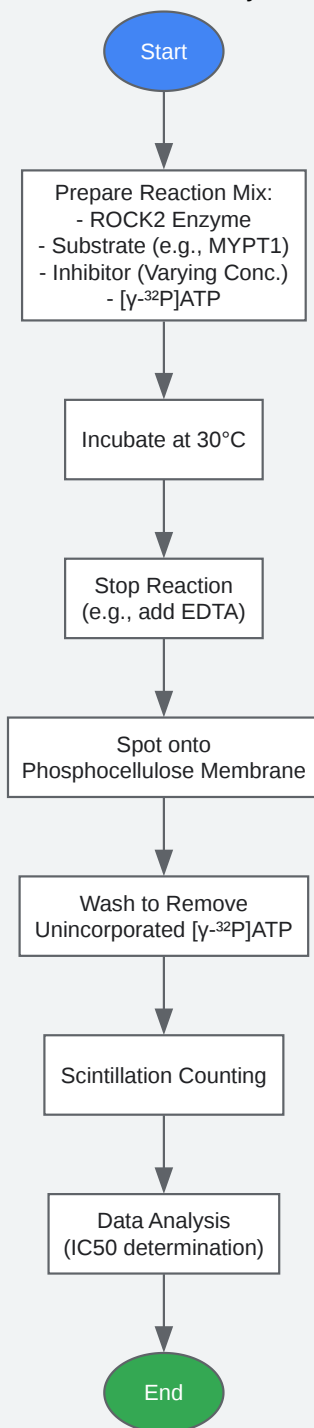 Start
Prepare Reaction Mix:
- ROCK2 Enzyme
- Substrate (e.g., MYPT1)
- Inhibitor (Varying Conc.)
- [γ-³²P]ATP
Incubate at 30°C
Stop Reaction
(e.g., add EDTA)
Spot onto
Phosphocellulose Membrane
Wash to Remove
Unincorporated [γ-³²P]ATP
Scintillation Counting
Data Analysis
(IC50 determination)
End